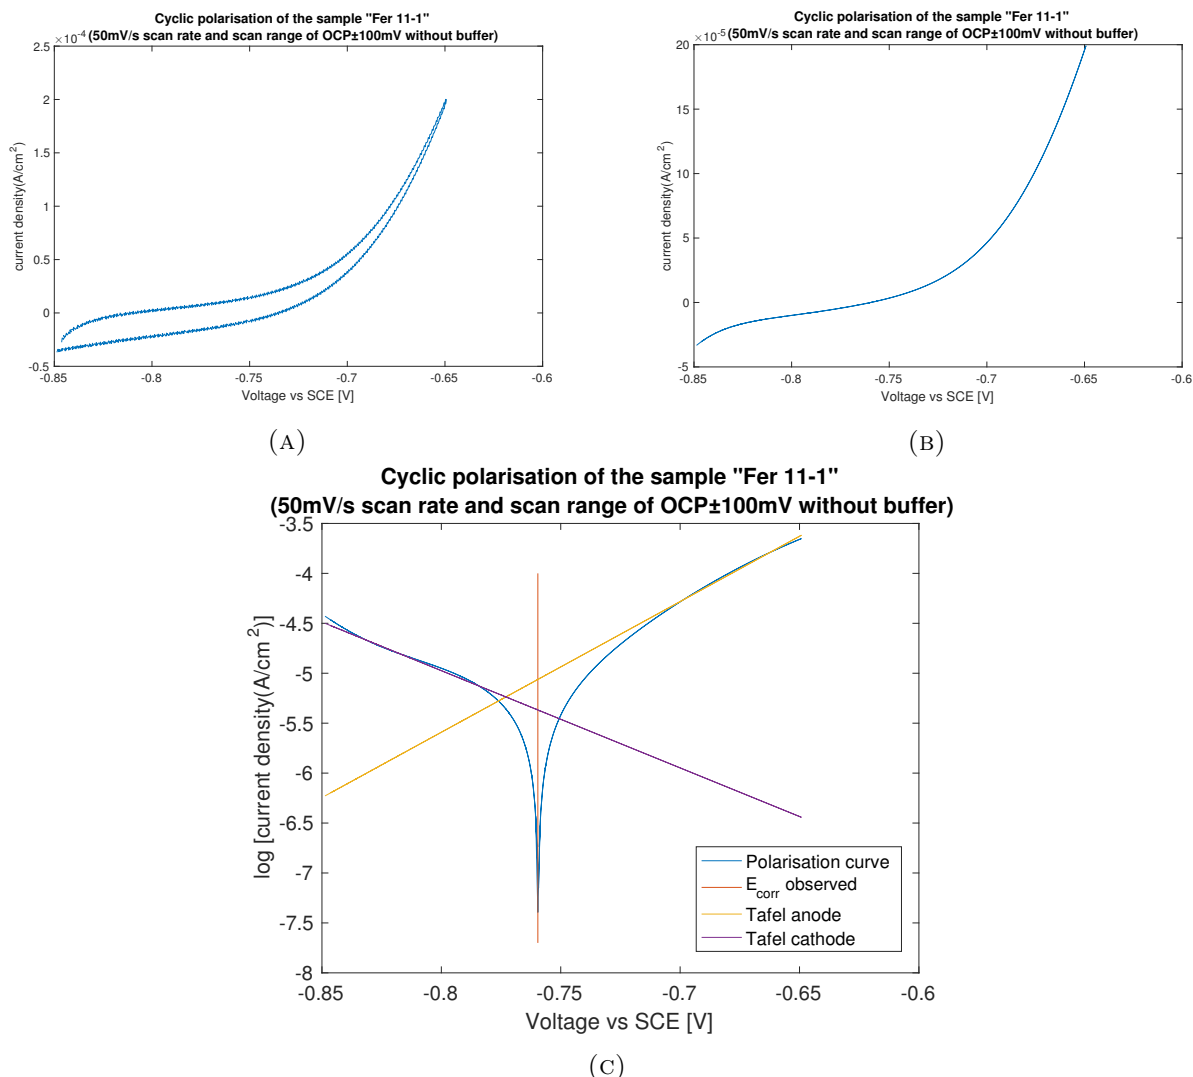 Cyclic polarisation of the sample "Fer 11-1"
(50mV/s scan rate and scan range of OCP±100mV without buffer)
×10-4
2.5
2
1.5
1
0.5
0
-0.5
current density(A/cm2)
-0.85 -0.8 -0.75 -0.7 -0.65 -0.6
Voltage vs SCE [V]
(A)
Cyclic polarisation of the sample "Fer 11-1"
(50mV/s scan rate and scan range of OCP±100mV without buffer)
×10-5
20
15
10
5
0
-5
current density(A/cm2)
-0.85 -0.8 -0.75 -0.7 -0.65 -0.6
Voltage vs SCE [V]
(B)
Cyclic polarisation of the sample "Fer 11-1"
(50mV/s scan rate and scan range of OCP±100mV without buffer)
-3.5
-4
-4.5
-5
-5.5
-6
-6.5
-7
-7.5
-8
log [current density(A/cm2)]
Polarisation curve
Ecorr observed
Tafel anode
Tafel cathode
-0.85 -0.8 -0.75 -0.7 -0.65 -0.6
Voltage vs SCE [V]
(C)